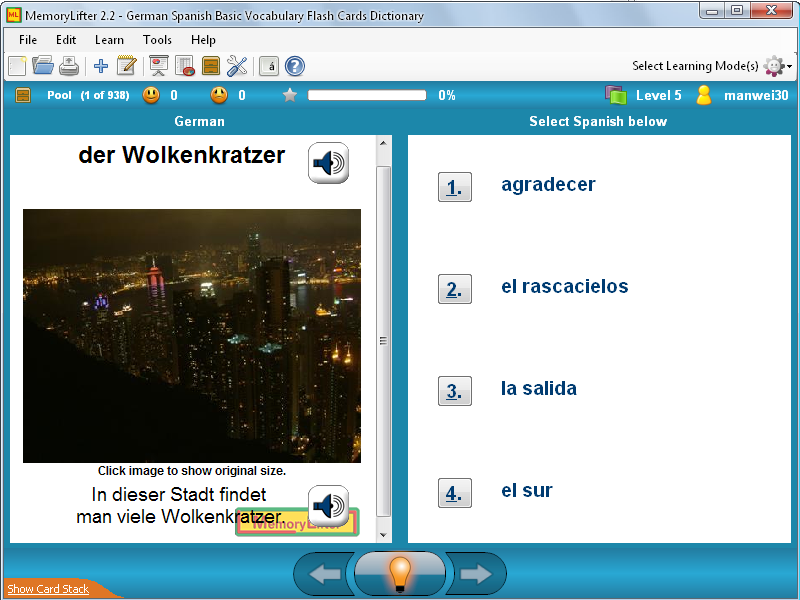 MemoryLifter 2.2 - German Spanish Basic Vocabulary Flash Cards Dictionary
File Edit Learn Tools Help
á ?
Select Learning Mode(s)
Pool (1 of 938) 0 0 0% Level 5 manwei30
German
Select Spanish below
der Wolkenkratzer
Click image to show original size.
In dieser Stadt findet
man viele Wolkenkratzer.
MemoryLifter
1. agradecer
2. el rascacielos
3. la salida
4. el sur
Show Card Stack